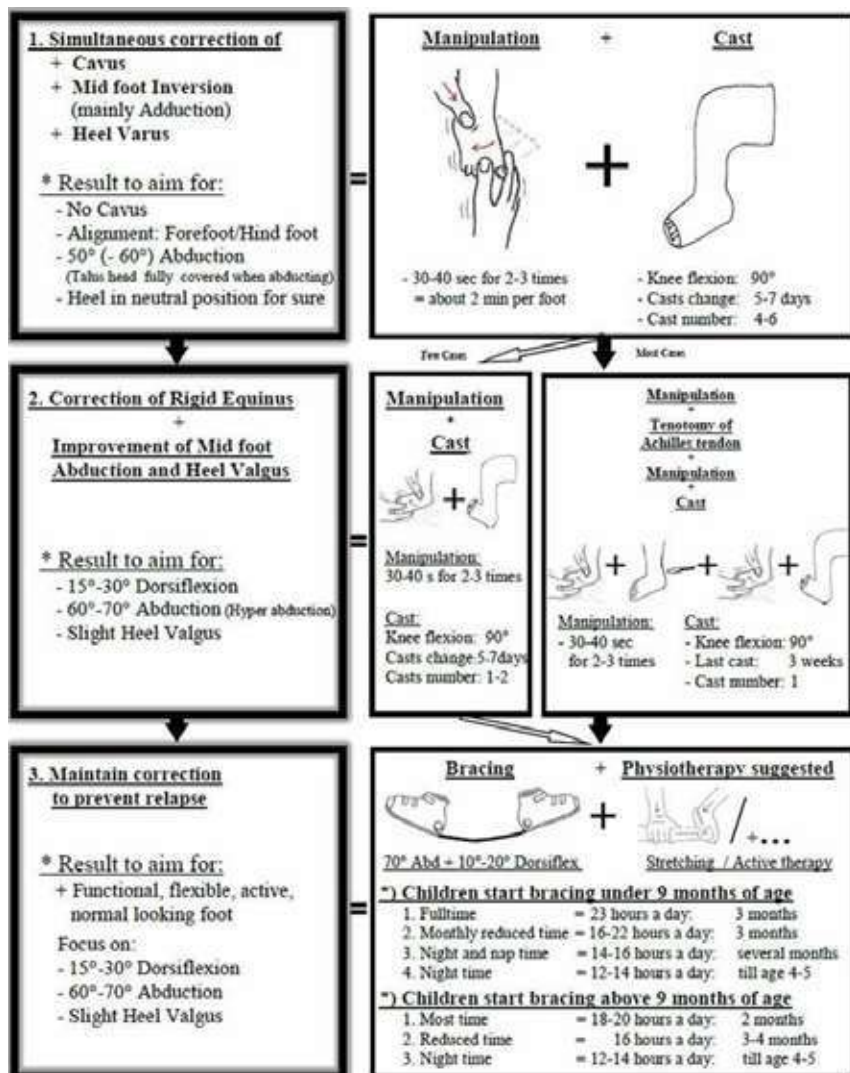 1. Simultaneous correction of
+ Cavus
+ Mid foot Inversion
(mainly Adduction)
+ Heel Varus
* Result to aim for:
- No Cavus
- Alignment: Forefoot/Hind foot
- 50° (- 60°) Abduction
(Talus head fully covered when abducting)
- Heel in neutral position for sure
=
Manipulation + Cast
+
- 30-40 sec for 2-3 times
= about 2 min per foot
- Knee flexion: 90°
- Casts change: 5-7 days
- Cast number: 4-6
Few Cases
Most Cases
2. Correction of Rigid Equinus
+
Improvement of Mid foot
Abduction and Heel Valgus
* Result to aim for:
- 15°-30° Dorsiflexion
- 60°-70° Abduction (Hyper abduction)
- Slight Heel Valgus
=
Manipulation
+
Cast
+
Manipulation:
30-40 s for 2-3 times
Cast:
Knee flexion: 90°
Casts change: 5-7days
Casts number: 1-2
Manipulation
+
Tenotomy of
Achilles tendon
+
Manipulation
+
Cast
+ + +
Manipulation:
- 30-40 sec
for 2-3 times
Cast:
- Knee flexion: 90°
- Last cast: 3 weeks
- Cast number: 1
3. Maintain correction
to prevent relapse
* Result to aim for:
+ Functional, flexible, active,
normal looking foot
Focus on:
- 15°-30° Dorsiflexion
- 60°-70° Abduction
- Slight Heel Valgus
=
Bracing + Physiotherapy suggested
+ / +...
70° Abd + 10°-20° Dorsiflex
Stretching / Active therapy
*) Children start bracing under 9 months of age
1. Fulltime = 23 hours a day: 3 months
2. Monthly reduced time = 16-22 hours a day: 3 months
3. Night and nap time = 14-16 hours a day: several months
4. Night time = 12-14 hours a day: till age 4-5
*) Children start bracing above 9 months of age
1. Most time = 18-20 hours a day: 2 months
2. Reduced time = 16 hours a day: 3-4 months
3. Night time = 12-14 hours a day: till age 4-5